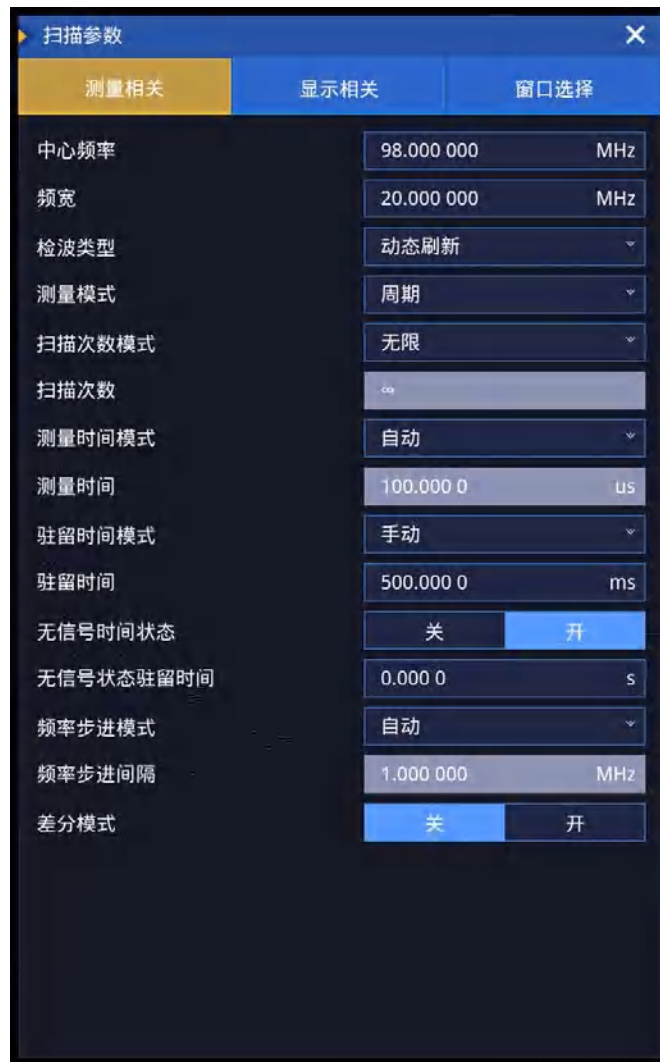 扫描参数
测量相关 显示相关 窗口选择
中心频率 98.000 000 MHz
频宽 20.000 000 MHz
检波类型 动态刷新
测量模式 周期
扫描次数模式 无限
扫描次数 ∞
测量时间模式 自动
测量时间 100.000 0 us
驻留时间模式 手动
驻留时间 500.000 0 ms
无信号时间状态 关 开
无信号状态驻留时间 0.000 0 s
频率步进模式 自动
频率步进间隔 1.000 000 MHz
差分模式 关 开